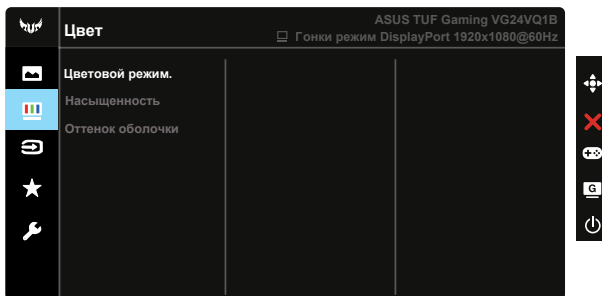 ASUS TUF Gaming VG24VQ1B
Цвет
Гонки режим DisplayPort 1920x1080@60Hz
Цветовой режим.
Насыщенность
Оттенок оболочки
G